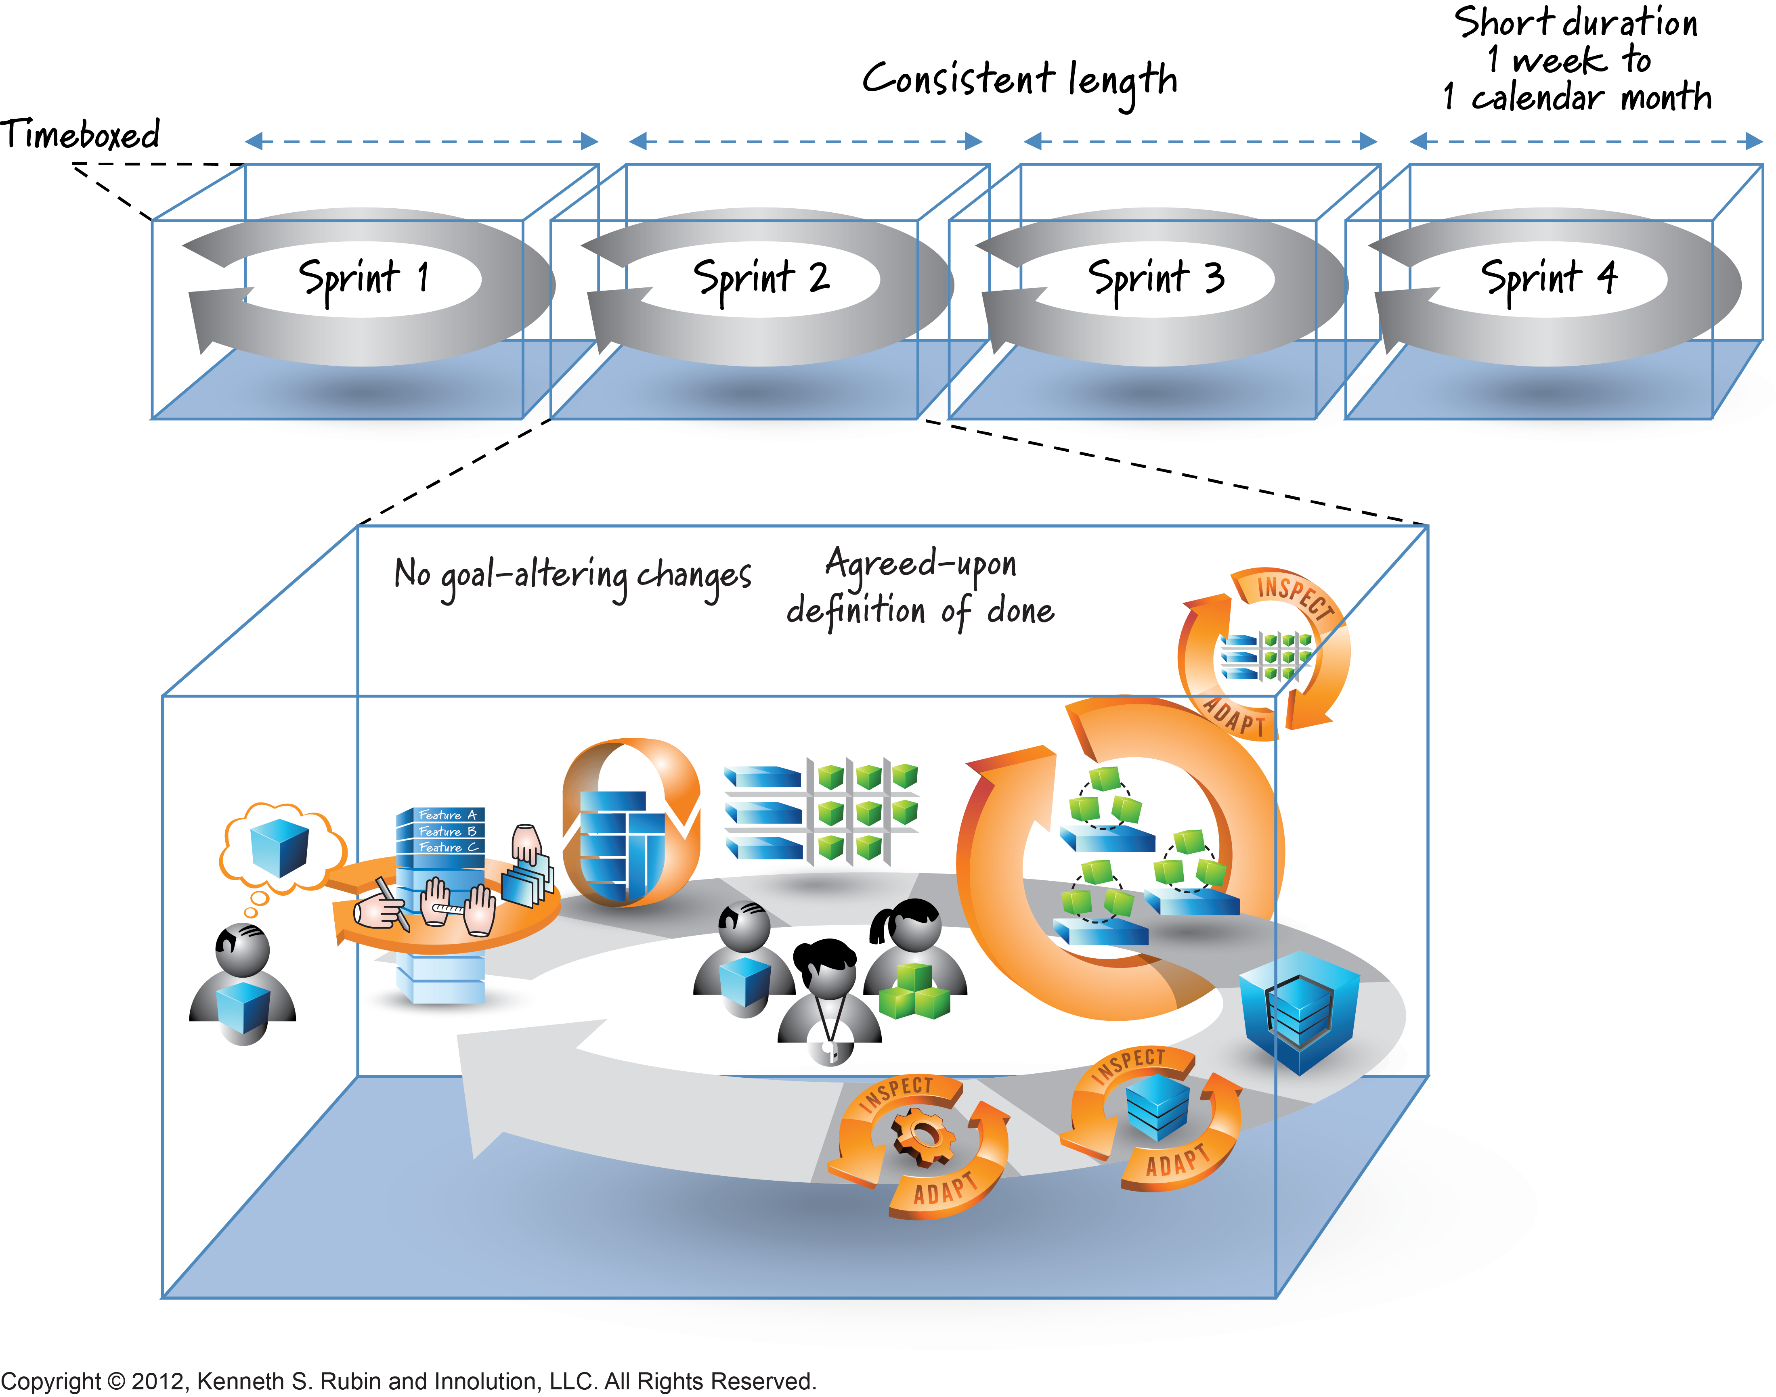 Short duration
1 week to
1 calendar month
Consistent length
Timeboxed
Sprint 1
Sprint 2
Sprint 3
Sprint 4
No goal-altering changes
Agreed-upon
definition of done
INSPECT
ADAPT
Feature A
Feature B
Feature C
INSPECT
ADAPT
INSPECT
ADAPT
Copyright © 2012, Kenneth S. Rubin and Innolution, LLC. All Rights Reserved.